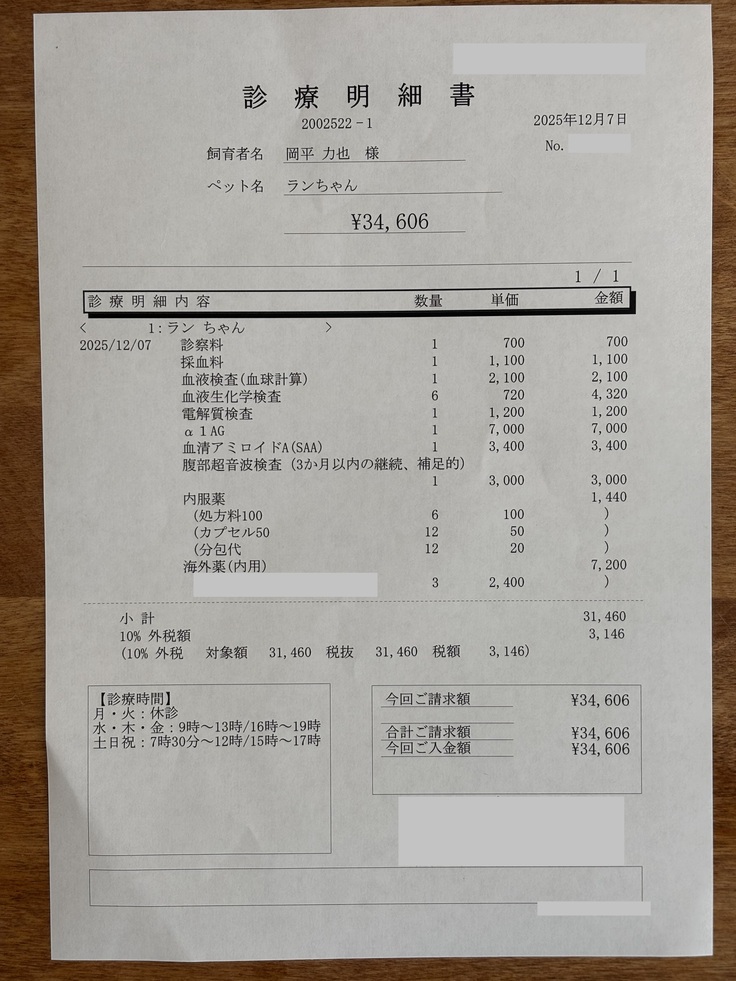 診療明細書
2002522-1
2025年12月7日
No.
飼育者名 岡平 力也 様
ペット名 ランちゃん
¥34,606
1 / 1
診療明細内容 数量 単価 金額
< 1:ラン ちゃん >
2025/12/07 診察料 1 700 700
採血料 1 1,100 1,100
血液検査(血球計算) 1 2,100 2,100
血液生化学検査 6 720 4,320
電解質検査 1 1,200 1,200
α1AG 1 7,000 7,000
血清アミロイドA(SAA) 1 3,400 3,400
腹部超音波検査（3か月以内の継続、補足的）
1 3,000 3,000
内服薬 1,440
(処方料100 6 100 )
(カプセル50 12 50 )
(分包代 12 20 )
海外薬(内用) 7,200
3 2,400 )
小 計 31,460
10% 外税額 3,146
(10% 外税 対象額 31,460 税抜 31,460 税額 3,146)
【診療時間】
月・火：休診
水・木・金：9時～13時/16時～19時
土日祝：7時30分～12時/15時～17時
今回ご請求額 ¥34,606
合計ご請求額 ¥34,606
今回ご入金額 ¥34,606